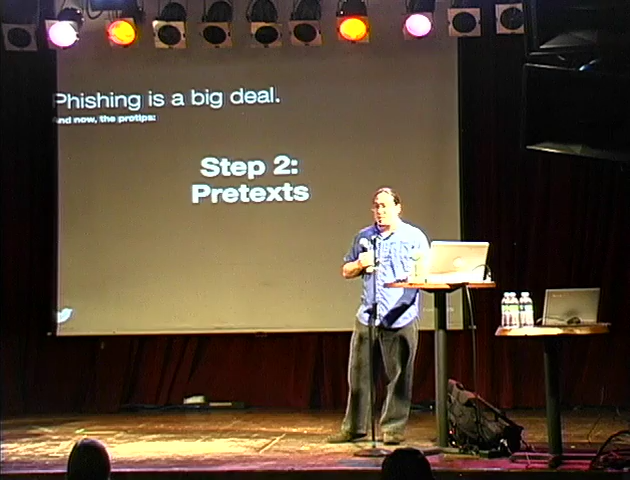 Phishing is a big deal.
And now, the protips:
Step 2:
Pretexts